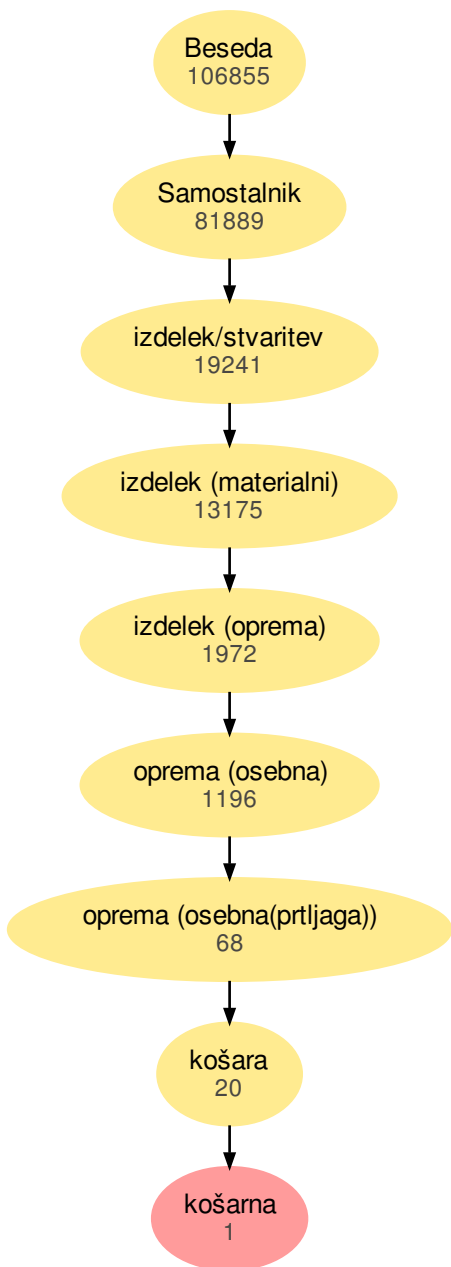 Beseda
106855
Samostalnik
81889
izdelek/stvaritev
19241
izdelek (materialni)
13175
izdelek (oprema)
1972
oprema (osebna)
1196
oprema (osebna(prtljaga))
68
košara
20
košarna
1